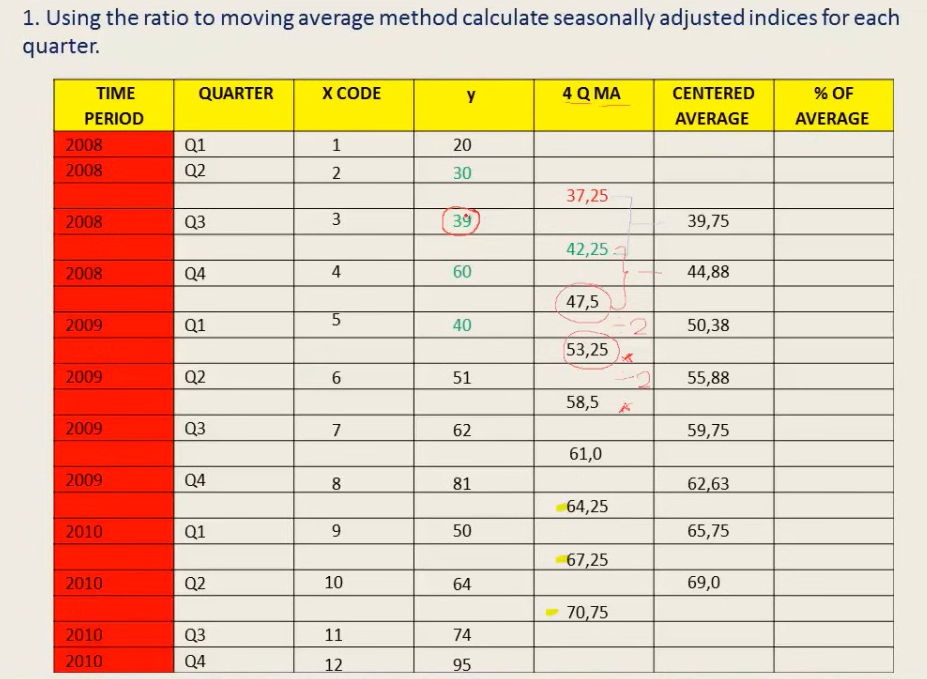 1. Using the ratio to moving average method calculate seasonally adjusted indices for each
quarter.
TIME PERIOD QUARTER X CODE y 4 Q MA CENTERED AVERAGE % OF AVERAGE
2008 Q1 1 20
2008 Q2 2 30
37,25
2008 Q3 3 39 39,75
42,25
2008 Q4 4 60 44,88
47,5
2009 Q1 5 40 ÷2 50,38
53,25
2009 Q2 6 51 ÷2 55,88
58,5
2009 Q3 7 62 59,75
61,0
2009 Q4 8 81 62,63
64,25
2010 Q1 9 50 65,75
67,25
2010 Q2 10 64 69,0
70,75
2010 Q3 11 74
2010 Q4 12 95